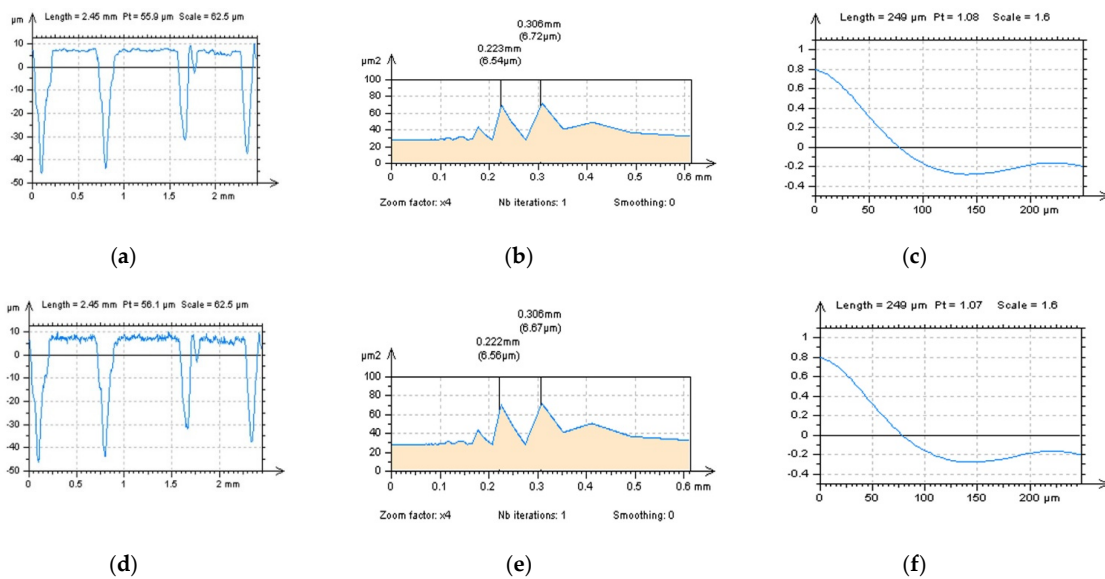 Length = 2.45 mm  Pt = 55.9 µm  Scale = 62.5 µm
µm
10
0
-10
-20
-30
-40
-50
0 0.5 1 1.5 2 mm
(a)
0.306mm
(6.72µm)
0.223mm
(6.54µm)
µm2
100
80
60
40
20
0
0 0.1 0.2 0.3 0.4 0.5 0.6 mm
Zoom factor: x4 Nb iterations: 1 Smoothing: 0
(b)
Length = 249 µm  Pt = 1.08  Scale = 1.6
1
0.8
0.6
0.4
0.2
0
-0.2
-0.4
0 50 100 150 200 µm
(c)
Length = 2.45 mm  Pt = 56.1 µm  Scale = 62.5 µm
µm
10
0
-10
-20
-30
-40
-50
0 0.5 1 1.5 2 mm
(d)
0.306mm
(6.67µm)
0.222mm
(6.56µm)
µm2
100
80
60
40
20
0
0 0.1 0.2 0.3 0.4 0.5 0.6 mm
Zoom factor: x4 Nb iterations: 1 Smoothing: 0
(e)
Length = 249 µm  Pt = 1.07  Scale = 1.6
1
0.8
0.6
0.4
0.2
0
-0.2
-0.4
0 50 100 150 200 µm
(f)